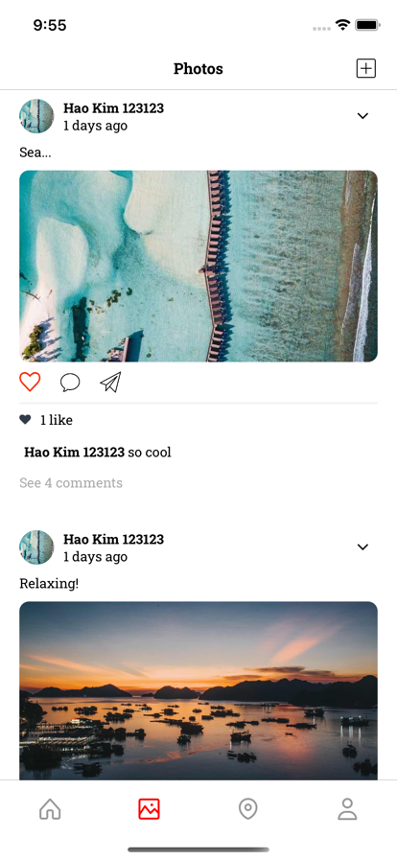 9:55
Photos
Hao Kim 123123
1 days ago
Sea...
1 like
Hao Kim 123123 so cool
See 4 comments
Hao Kim 123123
1 days ago
Relaxing!